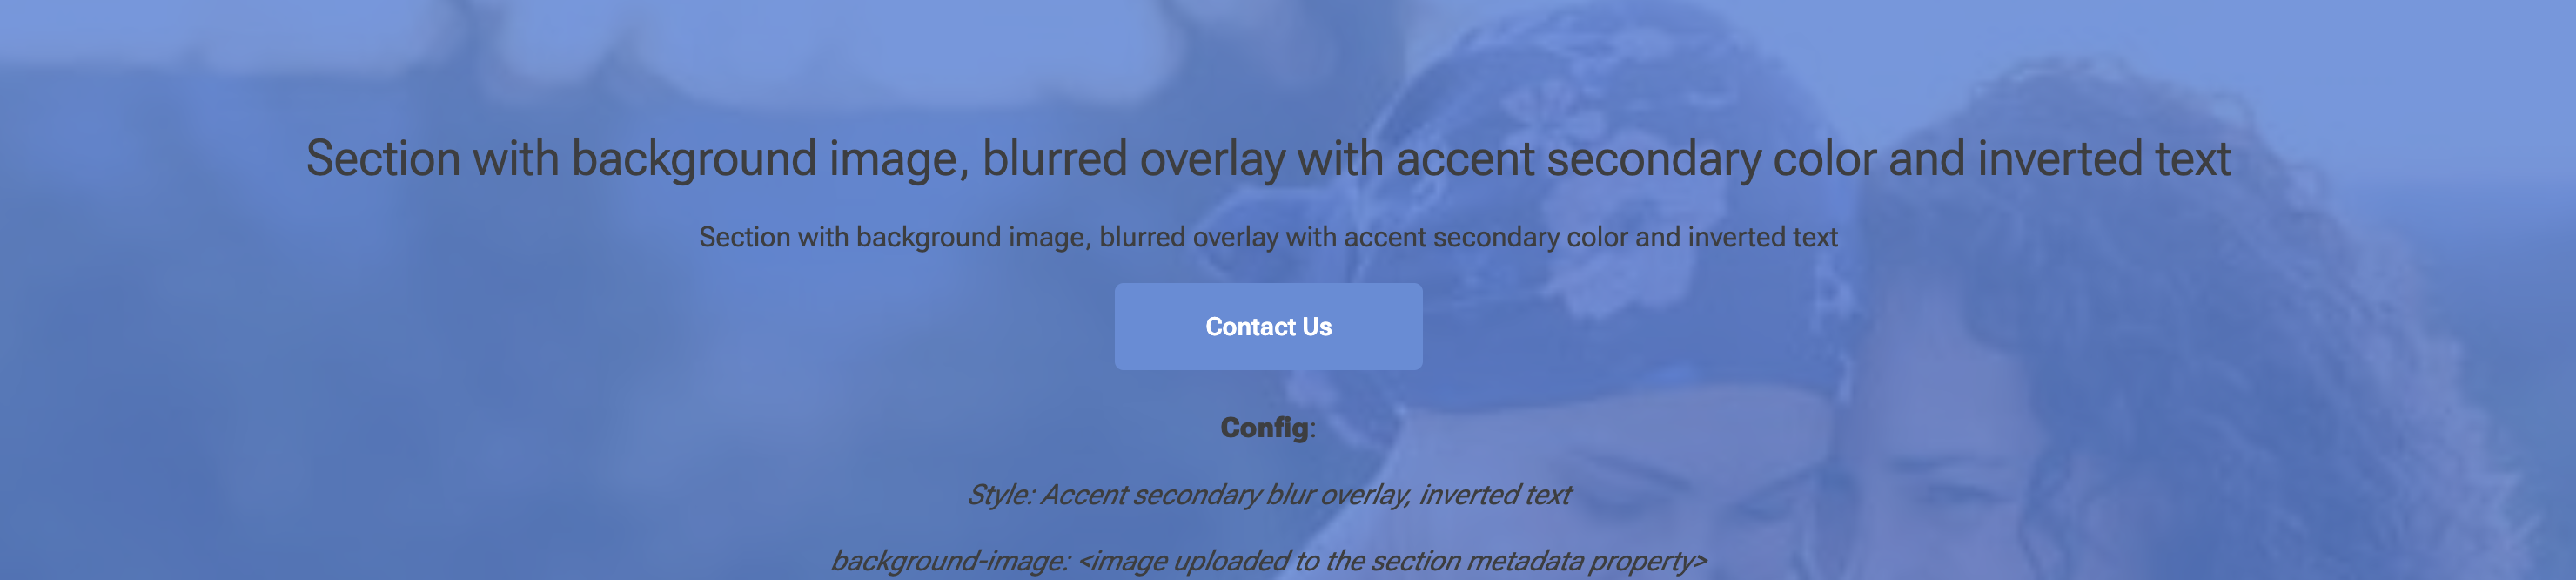 Section with background image, blurred overlay with accent secondary color and inverted text
Section with background image, blurred overlay with accent secondary color and inverted text
Contact Us
Config:
Style: Accent secondary blur overlay, inverted text
background-image: <image uploaded to the section metadata property>